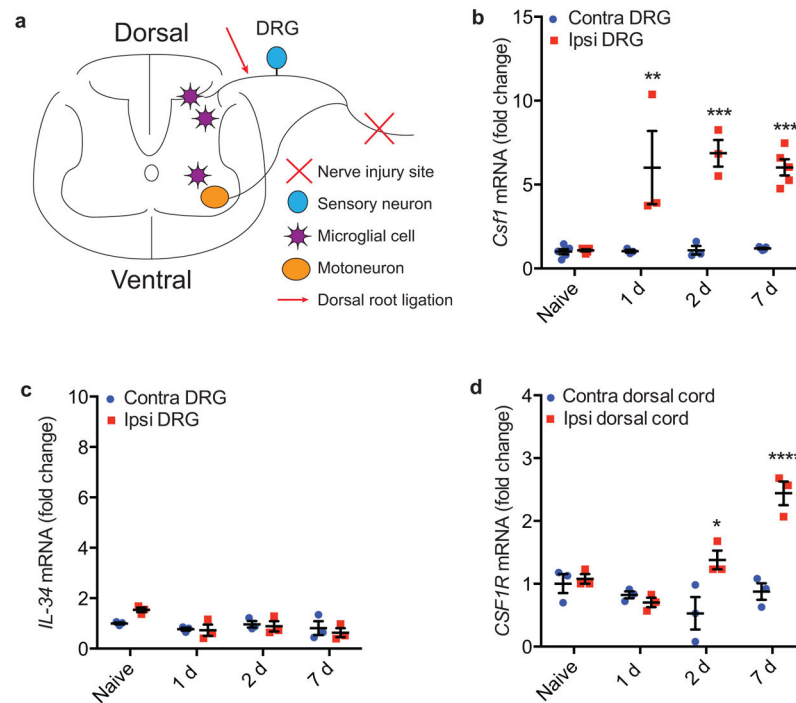 a
Dorsal
DRG
Ventral
Nerve injury site
Sensory neuron
Microglial cell
Motoneuron
Dorsal root ligation
b
Contra DRG
Ipsi DRG
Csf1 mRNA (fold change)
15
10
5
0
**
***
***
Naive
1 d
2 d
7 d
c
Contra DRG
Ipsi DRG
IL-34 mRNA (fold change)
10
8
6
4
2
0
Naive
1 d
2 d
7 d
d
Contra dorsal cord
Ipsi dorsal cord
CSF1R mRNA (fold change)
4
3
2
1
0
*
****
Naive
1 d
2 d
7 d